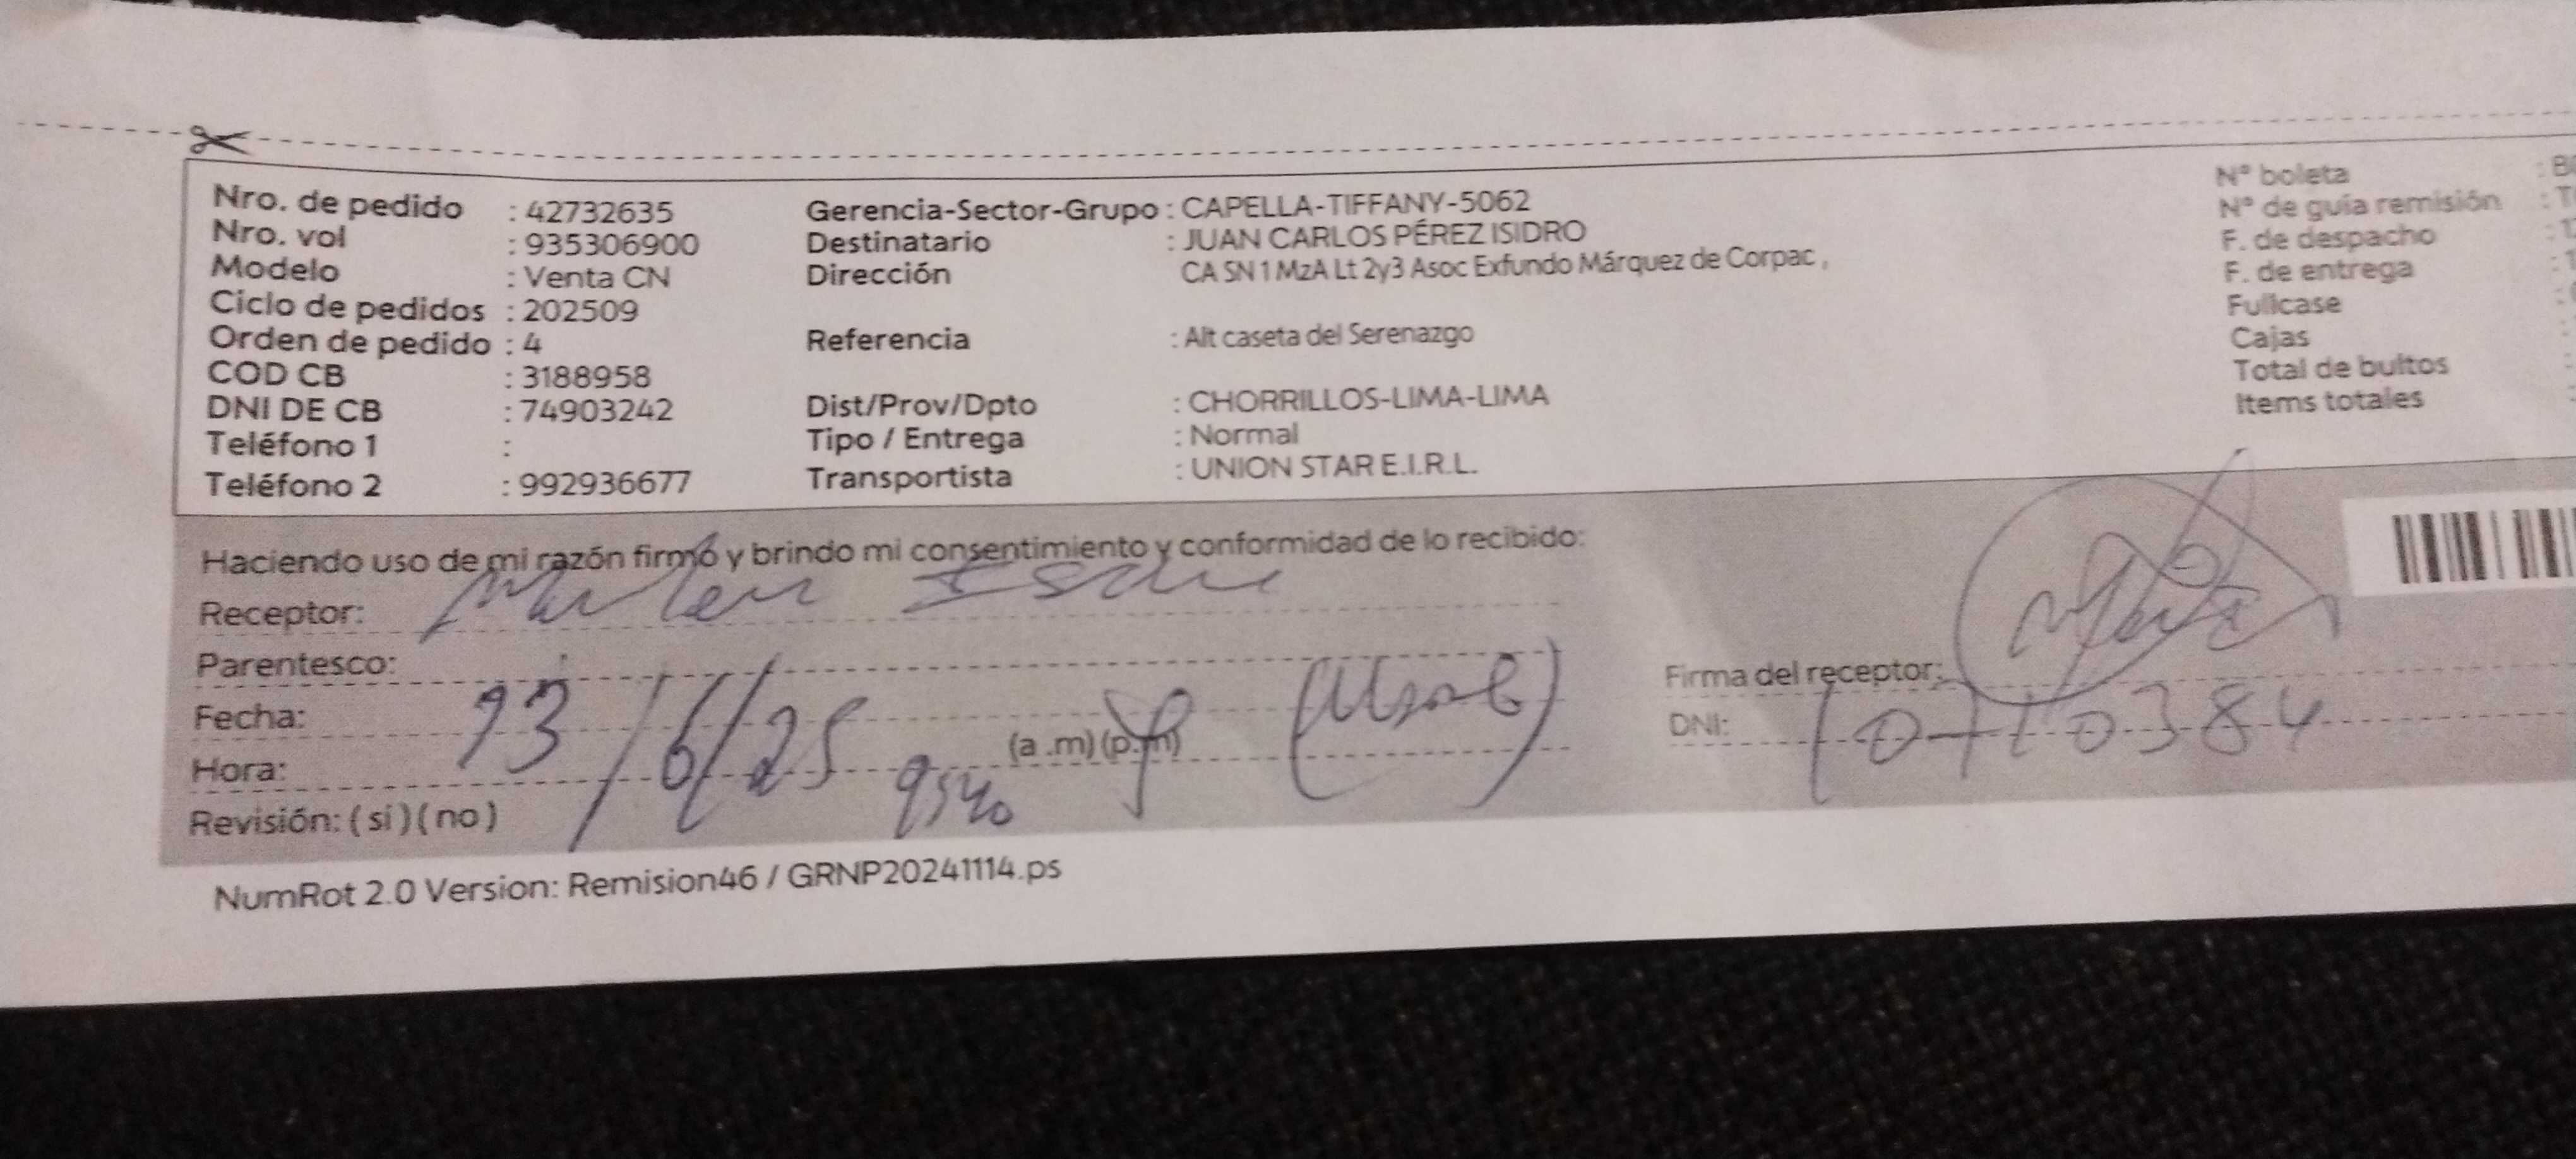 Nro. de pedido : 42732635
Nro. vol : 935306900
Modelo : Venta CN
Ciclo de pedidos : 202509
Orden de pedido : 4
COD CB : 3188958
DNI DE CB : 74903242
Teléfono 1 :
Teléfono 2 : 992936677
Gerencia-Sector-Grupo : CAPELLA-TIFFANY-5062
Destinatario : JUAN CARLOS PÉREZ ISIDRO
Dirección CA SN 1 MzA Lt 2y3 Asoc Exfundo Márquez de Corpac ,
Referencia : Alt caseta del Serenazgo
Dist/Prov/Dpto : CHORRILLOS-LIMA-LIMA
Tipo / Entrega : Normal
Transportista : UNION STAR E.I.R.L.
N° boleta :
N° de guía remisión :
F. de despacho :
F. de entrega :
Fullcase :
Cajas :
Total de bultos :
Items totales :
Haciendo uso de mi razón firmo y brindo mi consentimiento y conformidad de lo recibido:
Receptor:
Parentesco:
Fecha: 13/6/25
Hora: (a .m) (p.m)
Revisión: ( si ) ( no )
Firma del receptor:
DNI:
NumRot 2.0 Version: Remision46 / GRNP20241114.ps